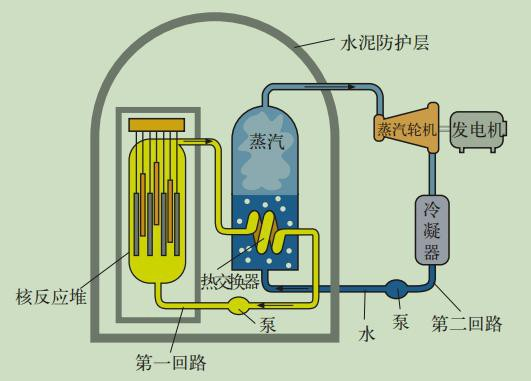 水泥防护层
蒸汽
蒸汽轮机
发电机
冷凝器
热交换器
核反应堆
泵
水
泵
第二回路
第一回路